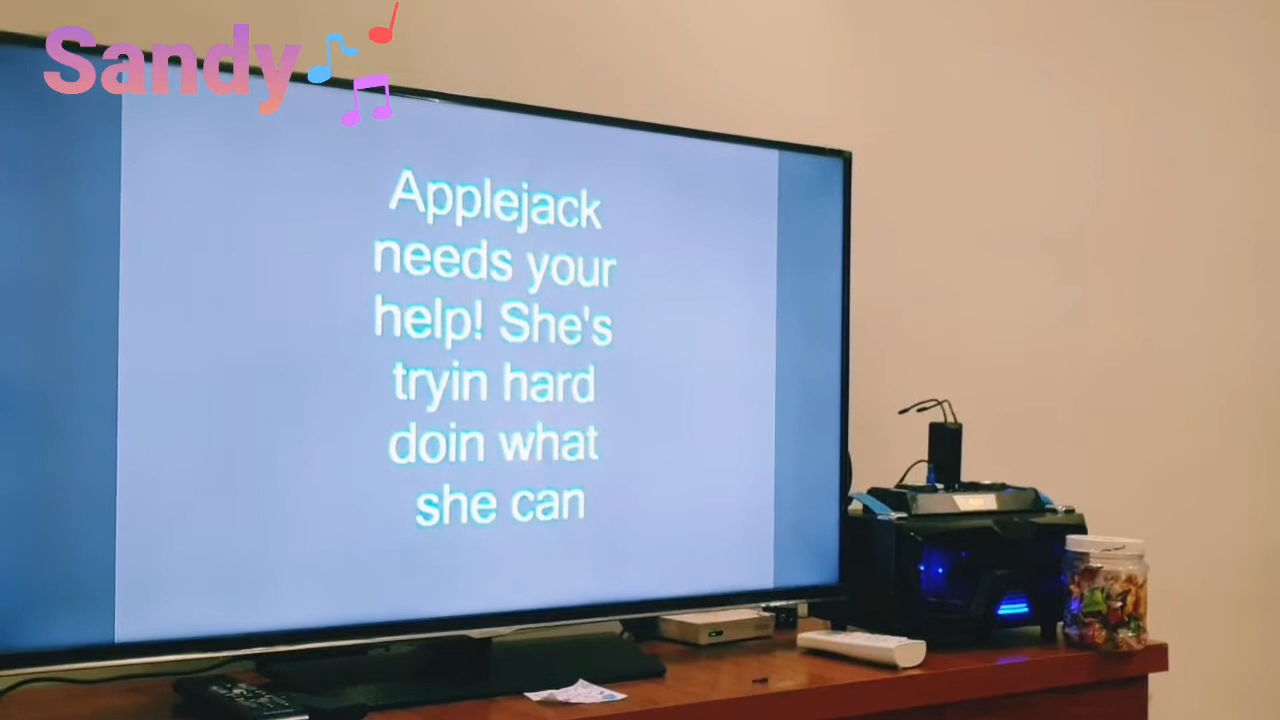 Sandy
Applejack
needs your
help! She's
tryin hard
doin what
she can